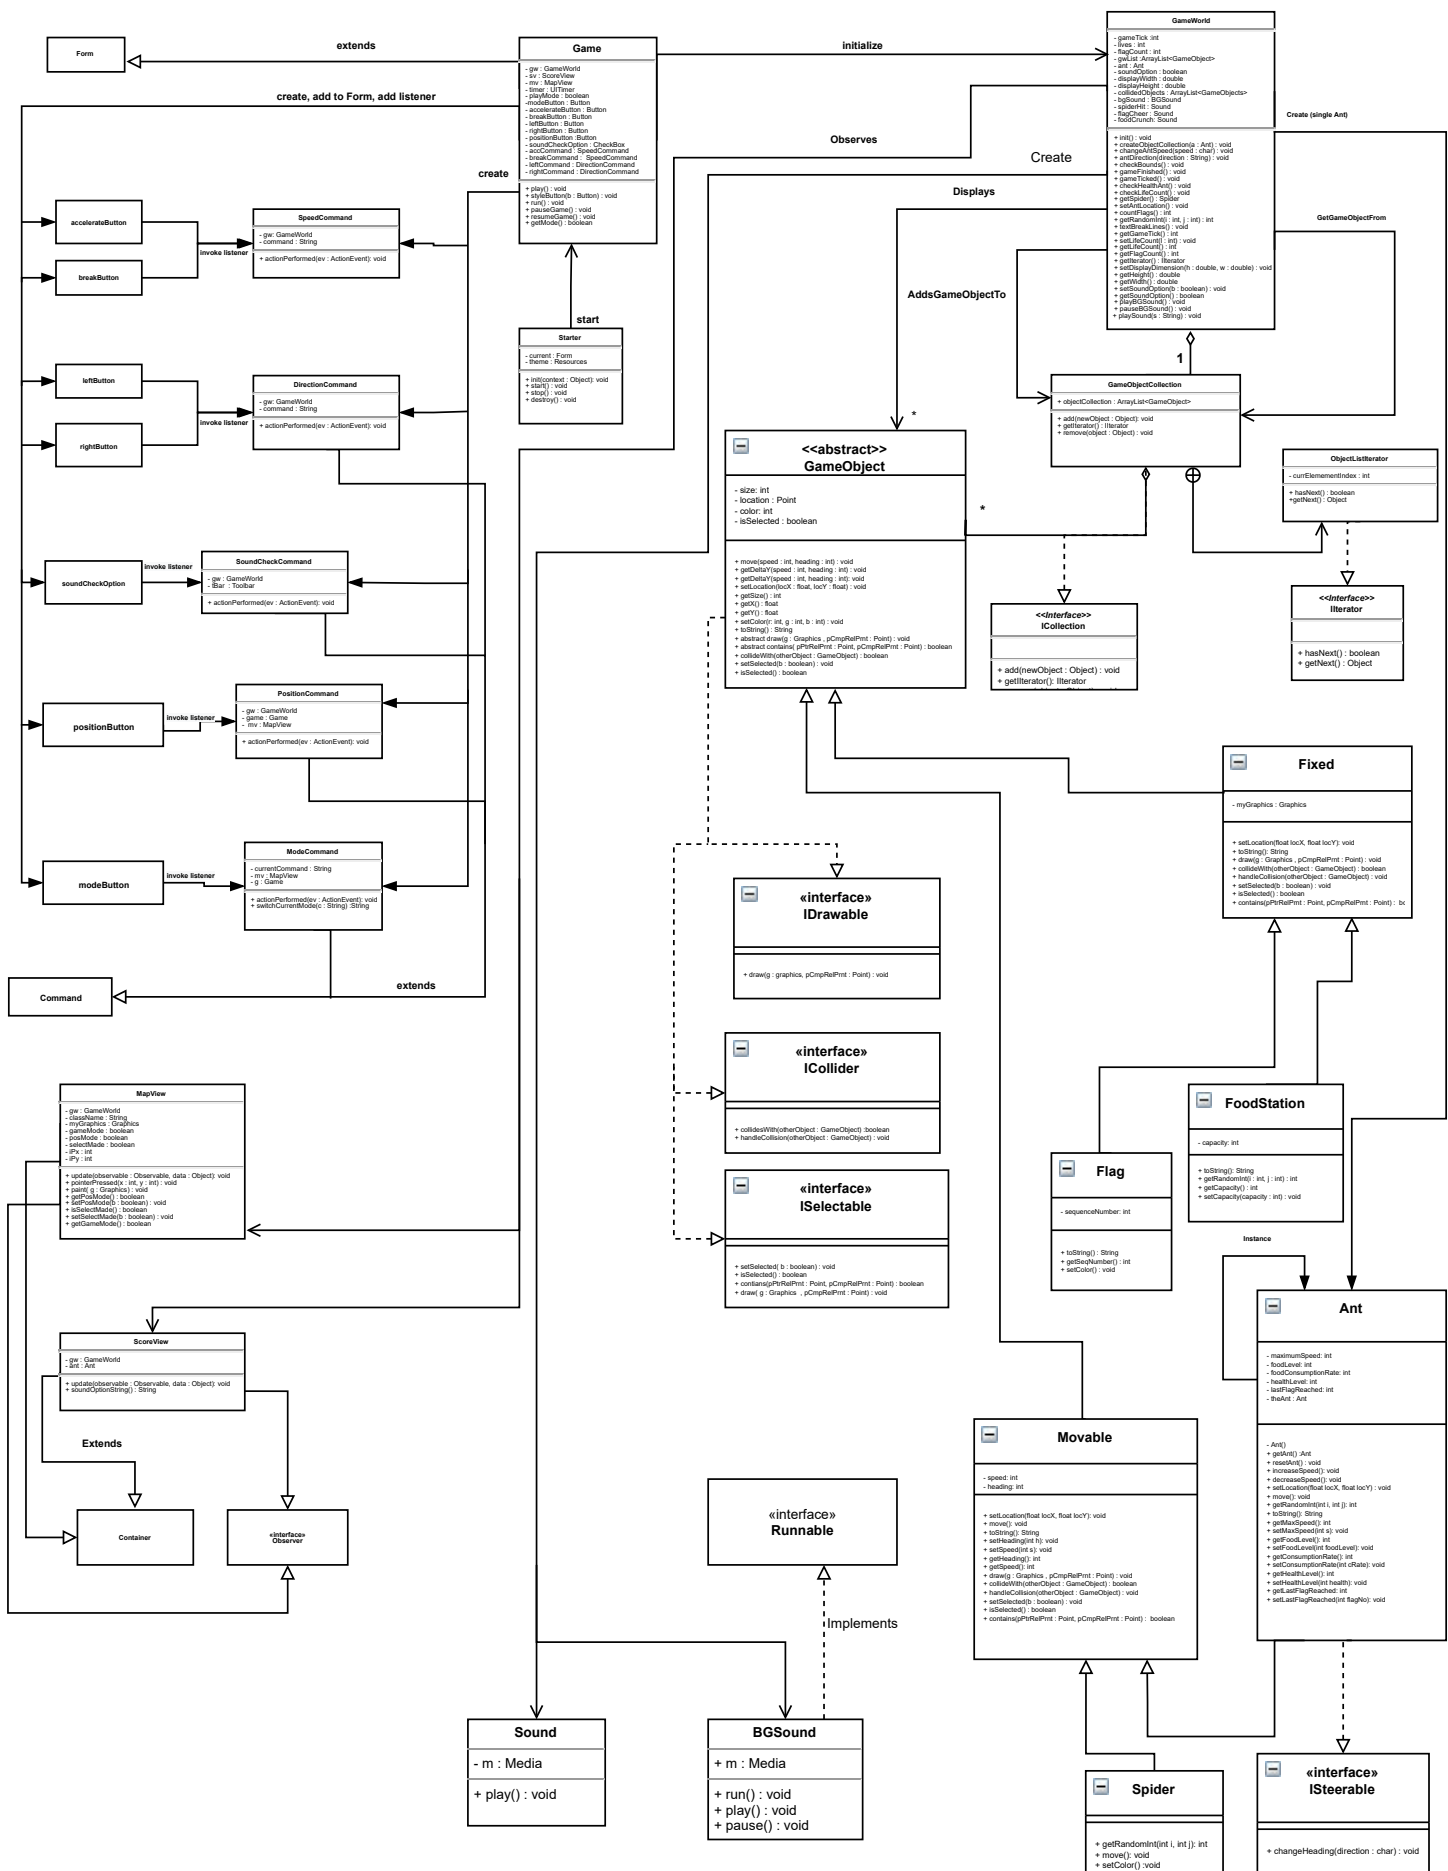 Form
extends
Game
- gw : GameWorld
- sv : ScoreView
- mv : MapView
- timer : UITimer
- playMode : boolean
-modeButton : Button
- accelerateButton : Button
- breakButton : Button
- leftButton : Button
- rightButton : Button
- positionButton :Button
- soundCheckOption : CheckBox
- accCommand : SpeedCommand
- breakCommand : SpeedCommand
- leftCommand : DirectionCommand
- rightCommand : DirectionCommand
+ play() : void
+ styleButton(b : Button) : void
+ run() : void
+ pauseGame() : void
+ resumeGame() : void
+ getMode() : boolean
initialize
GameWorld
- gameTick :int
- lives : int
- flagCount : int
- gwList :ArrayList<GameObject>
- ant : Ant
- soundOption : boolean
- displayWidth : double
- displayHeight : double
- collidedObjects : ArrayList<GameObjects>
- bgSound : BGSound
- spiderHit : Sound
- flagCheer : Sound
- foodCrunch: Sound
+ init() : void
+ createObjectCollection(a : Ant) : void
+ changeAntSpeed(speed : char) : void
+ antDirection(direction : String) : void
+ checkBounds() : void
+ gameFinished() : void
+ gameTicked() : void
+ checkHealthAnt() : void
+ checkLifeCount() : void
+ getSpider() : Spider
+ setAntLocation() : void
+ countFlags() : int
+ getRandomInt(i : int, j : int) : int
+ textBreakLines() : void
+ getGameTick() : int
+ setLifeCount(l : int) : void
+ getLifeCount() : int
+ getFlagCount() : int
+ getIterator() : IIterator
+ setDisplayDimension(h : double, w : double) : void
+ getHeight() : double
+ getWidth() : double
+ setSoundOption(b : boolean) : void
+ getSoundOption() : boolean
+ playBGSound() : void
+ pauseBGSound() : void
+ playSound(s : String) : void
create, add to Form, add listener
Create (single Ant)
Observes
Create
create
Displays
GetGameObjectFrom
AddsGameObjectTo
accelerateButton
breakButton
invoke listener
SpeedCommand
- gw: GameWorld
- command : String
+ actionPerformed(ev : ActionEvent): void
start
Starter
- current : Form
- theme : Resources
+ init(context : Object): void
+ start() : void
+ stop() : void
+ destroy() : void
leftButton
rightButton
invoke listener
DirectionCommand
- gw: GameWorld
- command : String
+ actionPerformed(ev : ActionEvent): void
1
GameObjectCollection
+ objectCollection : ArrayList<GameObject>
+ add(newObject : Object): void
+ getIterator() : IIterator
+ remove(object : Object) : void
*
<<abstract>>
GameObject
- size: int
- location : Point
- color: int
- isSelected : boolean
+ move(speed : int, heading : int) : void
+ getDeltaY(speed : int, heading : int) : void
+ getDeltaY(speed : int, heading : int): void
+ setLocation(locX : float, locY : float) : void
+ getSize() : int
+ getX() : float
+ getY() : float
+ setColor(r: int, g : int, b : int) : void
+ toString() : String
+ abstract draw(g : Graphics , pCmpRelPrnt : Point) : void
+ abstract contains( pPtrRelPrnt : Point, pCmpRelPrnt : Point) : boolean
+ collideWith(otherObject : GameObject) : boolean
+ setSelected(b : boolean) : void
+ isSelected() : boolean
*
ObjectListIterator
- currElemementIndex : int
+ hasNext() : boolean
+getNext() : Object
<<Interface>>
IIterator
+ hasNext() : boolean
+ getNext() : Object
<<Interface>>
ICollection
+ add(newObject : Object) : void
+ getIIterator(): IIterator
soundCheckOption
invoke listener
SoundCheckCommand
- gw : GameWorld
- tBar : Toolbar
+ actionPerformed(ev : ActionEvent): void
positionButton
invoke listener
PositionCommand
- gw : GameWorld
- game : Game
- mv : MapView
+ actionPerformed(ev : ActionEvent): void
modeButton
invoke listener
ModeCommand
- currentCommand : String
- mv : MapView
- g : Game
+ actionPerformed(ev : ActionEvent): void
+ switchCurrentMode(c : String) :String
Command
extends
Fixed
- myGraphics : Graphics
+ setLocation(float locX, float locY): void
+ toString(): String
+ draw(g : Graphics , pCmpRelPrnt : Point) : void
+ collideWith(otherObject : GameObject) : boolean
+ handleCollision(otherObject : GameObject) : void
+ setSelected(b : boolean) : void
+ isSelected() : boolean
+ contains(pPtrRelPrnt : Point, pCmpRelPrnt : Point) : bc
«interface»
IDrawable
+ draw(g : graphics, pCmpRelPrnt : Point) : void
«interface»
ICollider
+ collidesWith(otherObject : GameObject) :boolean
+ handleCollision(otherObject : GameObject) : void
«interface»
ISelectable
+ setSelected( b : boolean) : void
+ isSelected() : boolean
+ contians(pPtrRelPrnt : Point, pCmpRelPrnt : Point) : boolean
+ draw( g : Graphics , pCmpRelPrnt : Point) : void
FoodStation
- capacity: int
+ toString(): String
+ getRandomInt(i : int, j : int) : int
+ getCapacity() : int
+ setCapacity(capacity : int) : void
Flag
- sequenceNumber: int
+ toString() : String
+ getSeqNumber() : int
+ setColor() : void
MapView
- gw : GameWorld
- className : String
- myGraphics : Graphics
- gameMode : boolean
- posMode : boolean
- selectMade : boolean
- iPx : int
- iPy : int
+ update(observable : Observable, data : Object): void
+ pointerPressed(x : int, y : int) : void
+ paint( g : Graphics) : void
+ getPosMode() : boolean
+ setPosMode(b : boolean) : void
+ isSelectMade() : boolean
+ setSelectMade(b : boolean) : void
+ getGameMode() : boolean
ScoreView
- gw : GameWorld
- ant : Ant
+ update(observable : Observable, data : Object): void
+ soundOptionString() : String
Extends
Container
«interface»
Observer
Instance
Ant
- maximumSpeed: int
- foodLevel: int
- foodConsumptionRate: int
- healthLevel: int
- lastFlagReached: int
- theAnt : Ant
- Ant()
+ getAnt() :Ant
+ resetAnt() : void
+ increaseSpeed(): void
+ decreaseSpeed(): void
+ setLocation(float locX, float locY) : void
+ move(): void
+ getRandomInt(int i, int j): int
+ toString(): String
+ getMaxSpeed(): int
+ setMaxSpeed(int s): void
+ getFoodLevel(): int
+ setFoodLevel(int foodLevel): void
+ getConsumptionRate(): int
+ setConsumptionRate(int cRate): void
+ getHealthLevel(): int
+ setHealthLevel(int health): void
+ getLastFlagReached: int
+ setLastFlagReached(int flagNo): void
Movable
- speed: int
- heading: int
+ setLocation(float locX, float locY): void
+ move(): void
+ toString(): String
+ setHeading(int h): void
+ setSpeed(int s): void
+ getHeading(): int
+ getSpeed(): int
+ draw(g : Graphics , pCmpRelPrnt : Point) : void
+ collideWith(otherObject : GameObject) : boolean
+ handleCollision(otherObject : GameObject) : void
+ setSelected(b : boolean) : void
+ isSelected() : boolean
+ contains(pPtrRelPrnt : Point, pCmpRelPrnt : Point) : boolean
«interface»
Runnable
Implements
Sound
- m : Media
+ play() : void
BGSound
+ m : Media
+ run() : void
+ play() : void
+ pause() : void
Spider
+ getRandomInt(int i, int j): int
+ move(): void
+ setColor() :void
«interface»
ISteerable
+ changeHeading(direction : char) : void